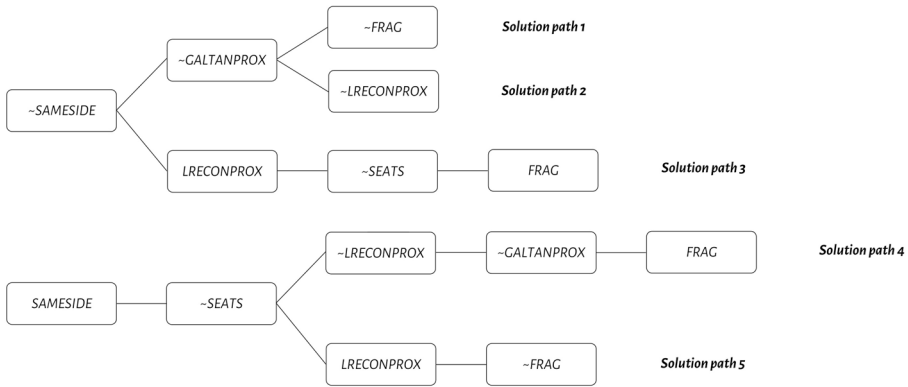 ~FRAG Solution path 1
~GALTANPROX
~LRECONPROX Solution path 2
~SAMESIDE
LRECONPROX ~SEATS FRAG Solution path 3
~LRECONPROX ~GALTANPROX FRAG Solution path 4
SAMESIDE ~SEATS
LRECONPROX ~FRAG Solution path 5